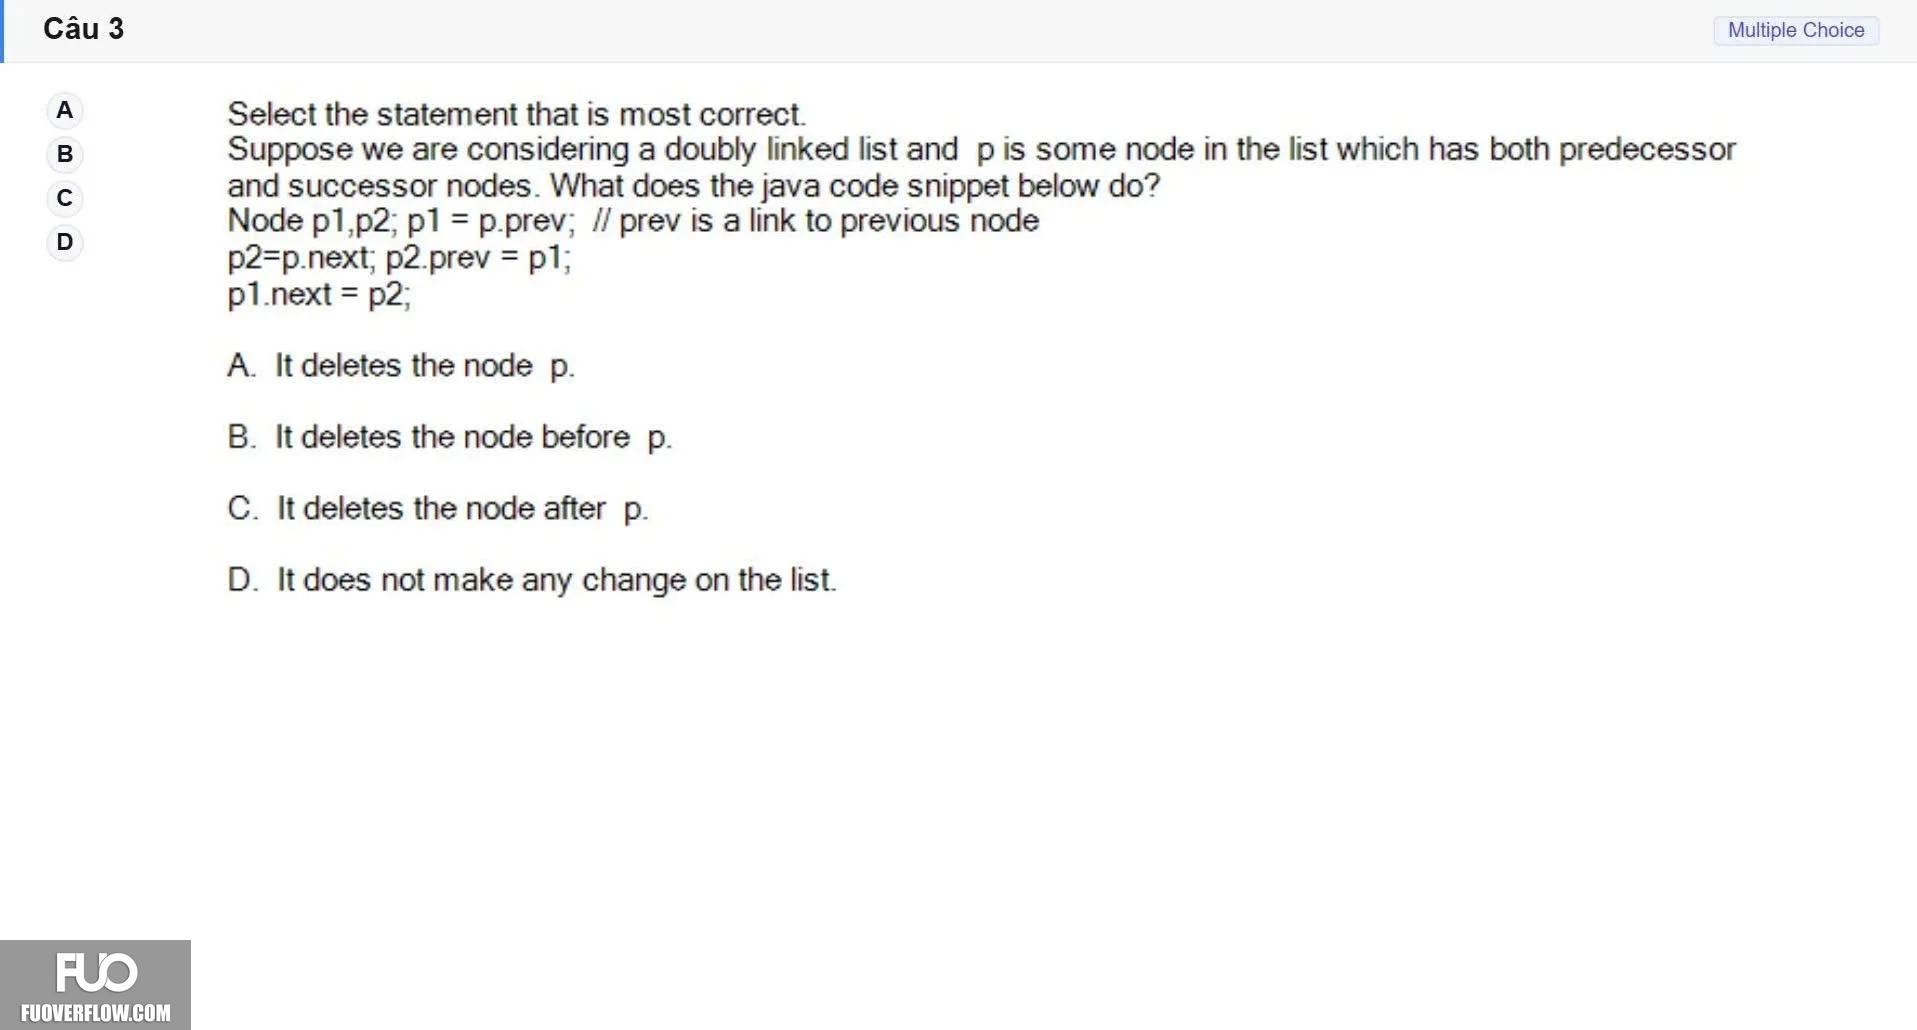 Câu 3
Multiple Choice
A
B
C
D
Select the statement that is most correct.
Suppose we are considering a doubly linked list and p is some node in the list which has both predecessor
and successor nodes. What does the java code snippet below do?
Node p1,p2; p1 = p.prev; // prev is a link to previous node
p2=p.next; p2.prev = p1;
p1.next = p2;
A. It deletes the node p.
B. It deletes the node before p.
C. It deletes the node after p.
D. It does not make any change on the list.
FUO
FUOVERFLOW.COM